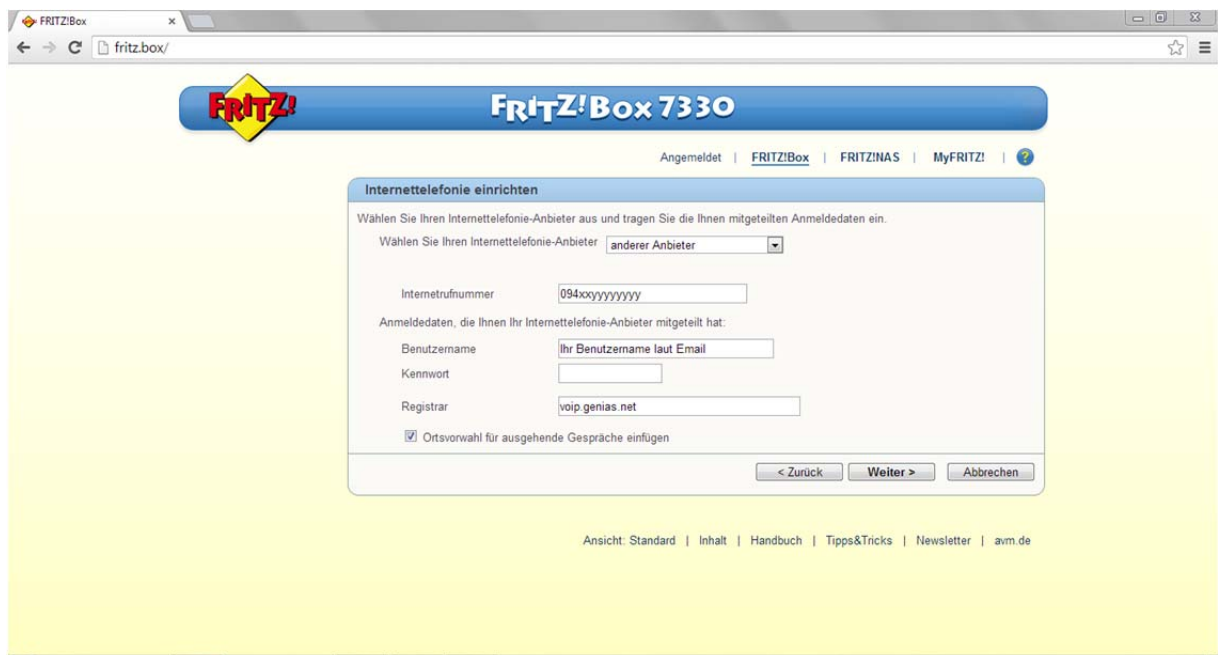 FRITZ!Box
fritz.box/
FRITZ!
FRITZ!Box 7330
Angemeldet | FRITZ!Box | FRITZ!NAS | MyFRITZ! | ?
Internettelefonie einrichten
Wählen Sie Ihren Internettelefonie-Anbieter aus und tragen Sie die Ihnen mitgeteilten Anmeldedaten ein.
Wählen Sie Ihren Internettelefonie-Anbieter anderer Anbieter
Internetrufnummer 094xxyyyyyyyy
Anmeldedaten, die Ihnen Ihr Internettelefonie-Anbieter mitgeteilt hat:
Benutzername Ihr Benutzername laut Email
Kennwort
Registrar voip.genias.net
Ortsvorwahl für ausgehende Gespräche einfügen
< Zurück Weiter > Abbrechen
Ansicht: Standard | Inhalt | Handbuch | Tipps&Tricks | Newsletter | avm.de